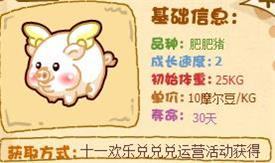 基础信息:
品种:肥肥猪
成长速度:2
初始体重:25KG
单价:10摩尔豆/KG
寿命:30天
获取方式:十一欢乐兑兑兑运营活动获得